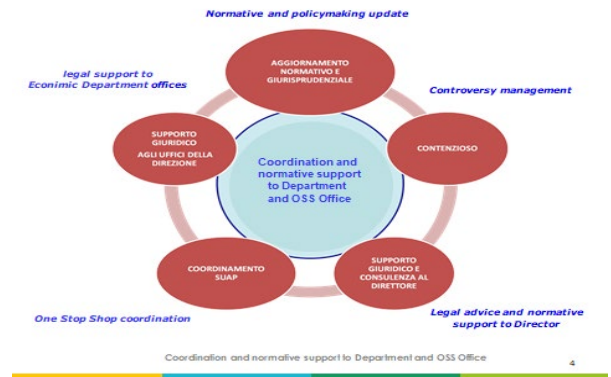 Normative and policymaking update
AGGIORNAMENTO
NORMATIVO E
GIURISPRUDENZIALE
legal support to
Econimic Department offices
Controversy management
SUPPORTO
GIURIDICO
AGLI UFFICI DELLA
DIREZIONE
CONTENZIOSO
Coordination and
normative support
to Department
and OSS Office
COORDINAMENTO
SUAP
SUPPORTO
GIURIDICO E
CONSULENZA AL
DIRETTORE
One Stop Shop coordination
Legal advice and normative
support to Director
Coordination and normative support to Department and OSS Office
4